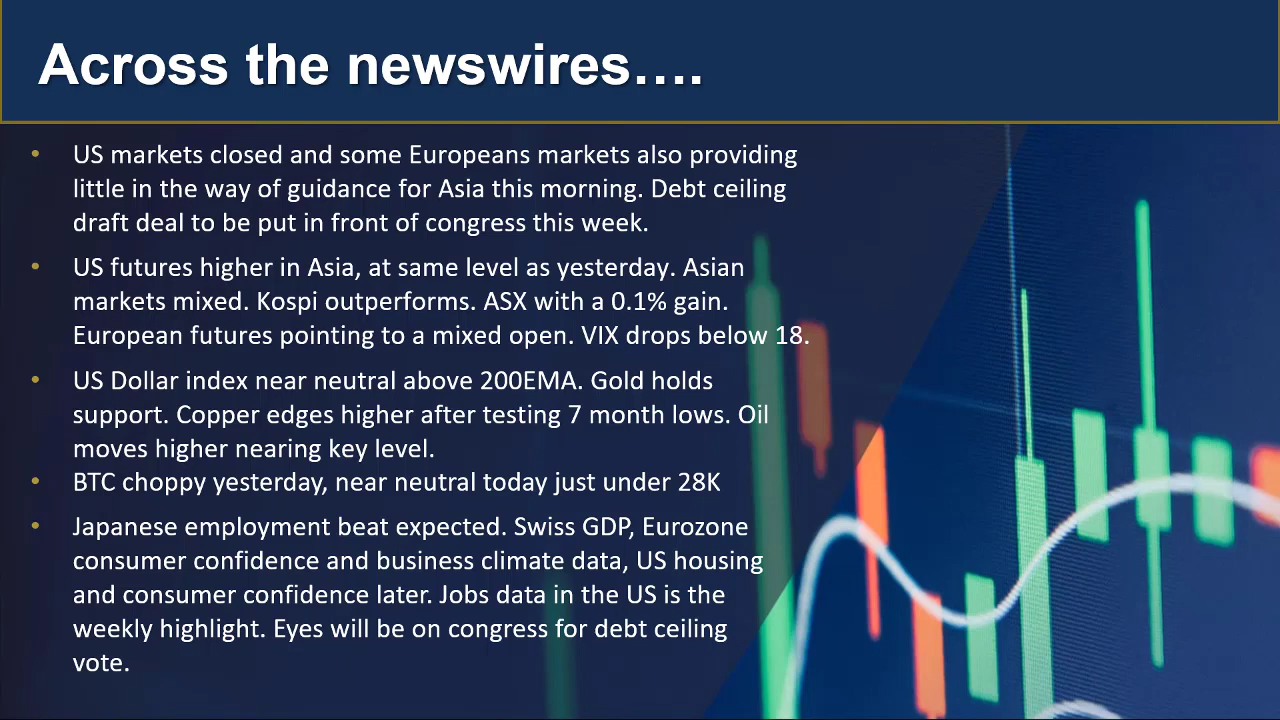 Across the newswires....
• US markets closed and some Europeans markets also providing
little in the way of guidance for Asia this morning. Debt ceiling
draft deal to be put in front of congress this week.
• US futures higher in Asia, at same level as yesterday. Asian
markets mixed. Kospi outperforms. ASX with a 0.1% gain.
European futures pointing to a mixed open. VIX drops below 18.
• US Dollar index near neutral above 200EMA. Gold holds
support. Copper edges higher after testing 7 month lows. Oil
moves higher nearing key level.
• BTC choppy yesterday, near neutral today just under 28K
• Japanese employment beat expected. Swiss GDP, Eurozone
consumer confidence and business climate data, US housing
and consumer confidence later. Jobs data in the US is the
weekly highlight. Eyes will be on congress for debt ceiling
vote.